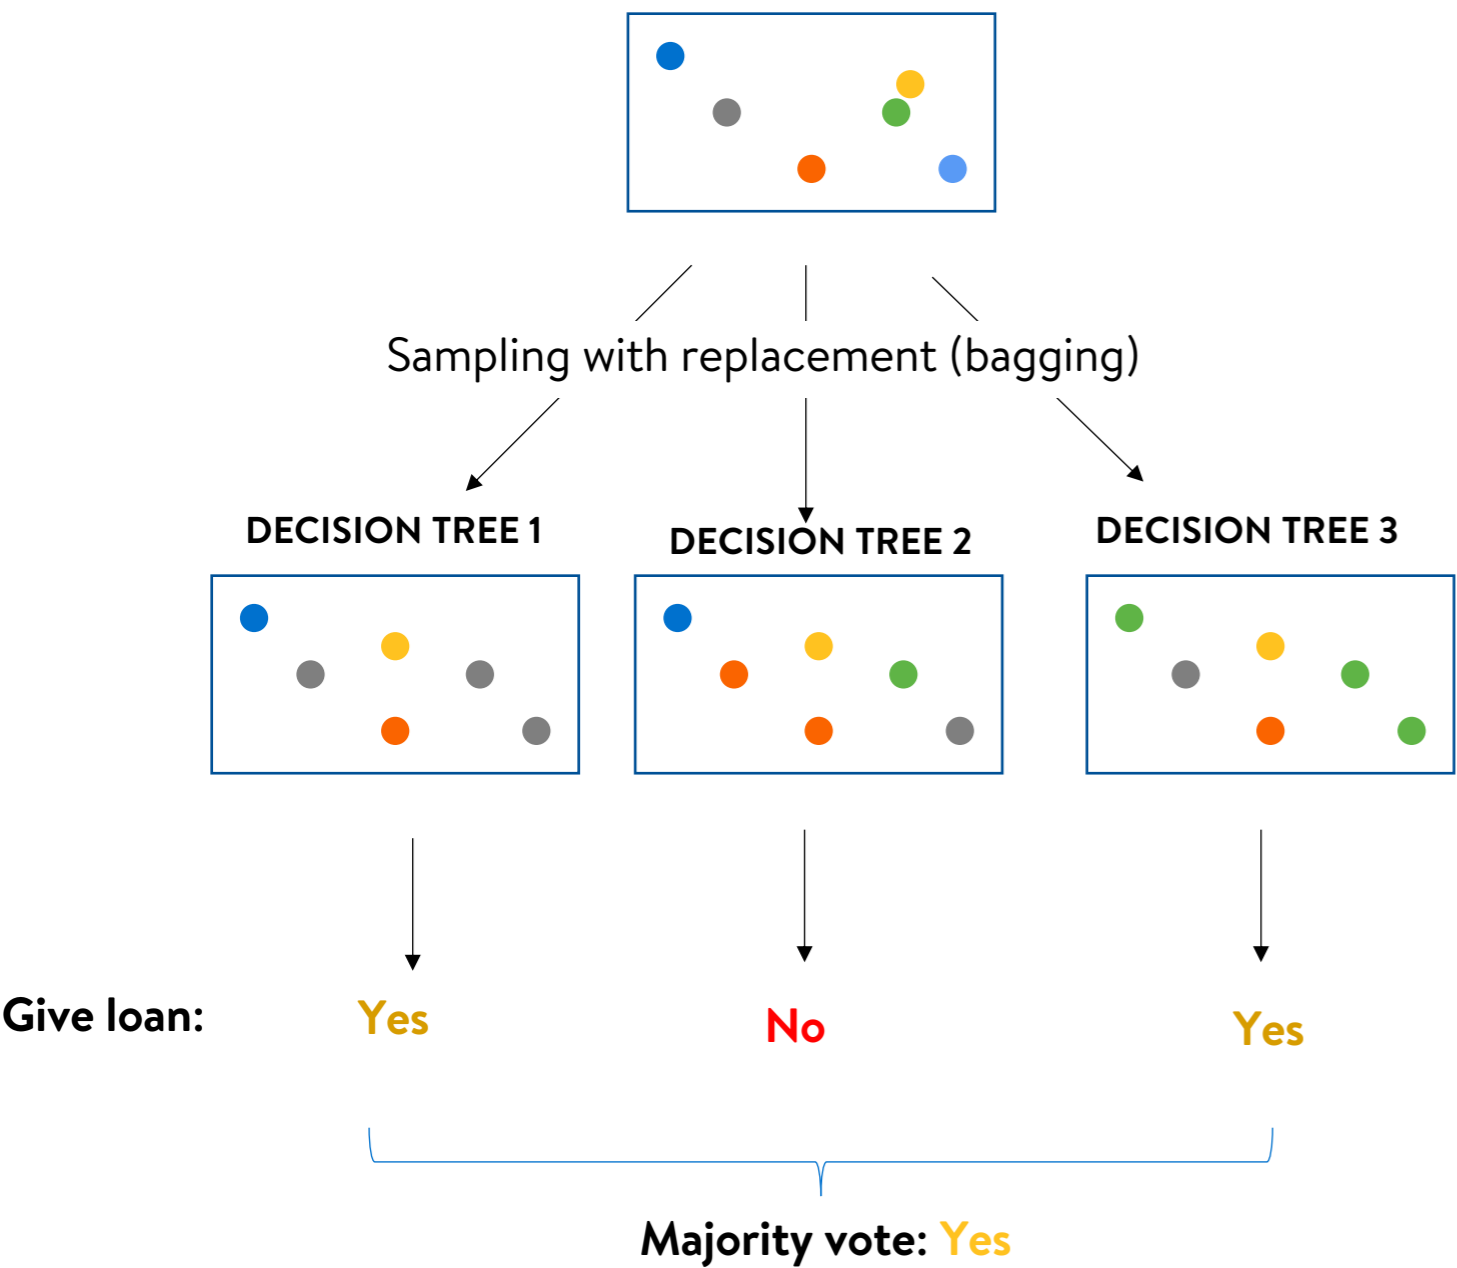 Sampling with replacement (bagging)
DECISION TREE 1
DECISION TREE 2
DECISION TREE 3
Give loan:
Yes
No
Yes
Majority vote: Yes